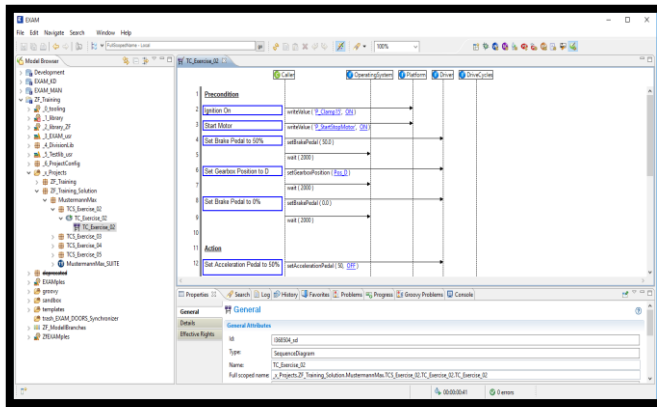 EXAM
File Edit Navigate Search Window Help
FullScopedName - Local
100%
Model Browser
Development
EXAM_KD
EXAM_MAN
ZF_Training
_0_tooling
_1_library
_2_library_ZF
_3_EXAM_usr
_4_DivisionLib
_5_Testlib_usr
_6_ProjectConfig
_x_Projects
ZF_Training
ZF_Training_Solution
MustermannMax
TCS_Exercise_02
TC_Exercise_02
TC_Exercise_02
TCS_Exercise_03
TCS_Exercise_04
TCS_Exercise_05
MustermannMax_SUITE
deprecated
EXAMples
groovy
sandbox
templates
trash_EXAM_DOORS_Synchronizer
ZF_ModelBranches
ZFEXAMples
TC_Exercise_02
Caller OperatingSystem Platform Driver DriveCycles
1 Precondition
2 Ignition On writeValue ( 'P_Clamp15', ON )
3 Start Motor writeValue ( 'P_StartStopMotor', ON )
4 Set Brake Pedal to 50% setBrakePedal ( 50.0 )
5 wait ( 2000 )
6 Set Gearbox Position to D setGearboxPosition ( Pos_D )
7 wait ( 2000 )
8 Set Brake Pedal to 0% setBrakePedal ( 0.0 )
9 wait ( 2000 )
10
11 Action
12 Set Acceleration Pedal to 50% setAccelerationPedal ( 50, OFF )
Properties Search Log History Favorites Problems Progress Groovy Problems Console
General
Details
Effective Rights
General
General Attributes
Id:
Type: SequenceDiagram
Name: TC_Exercise_02
Full scoped name: _x_Projects.ZF_Training_Solution.MustermannMax.TCS_Exercise_02.TC_Exercise_02.TC_Exercise_02
00:00:00:41 0 errors